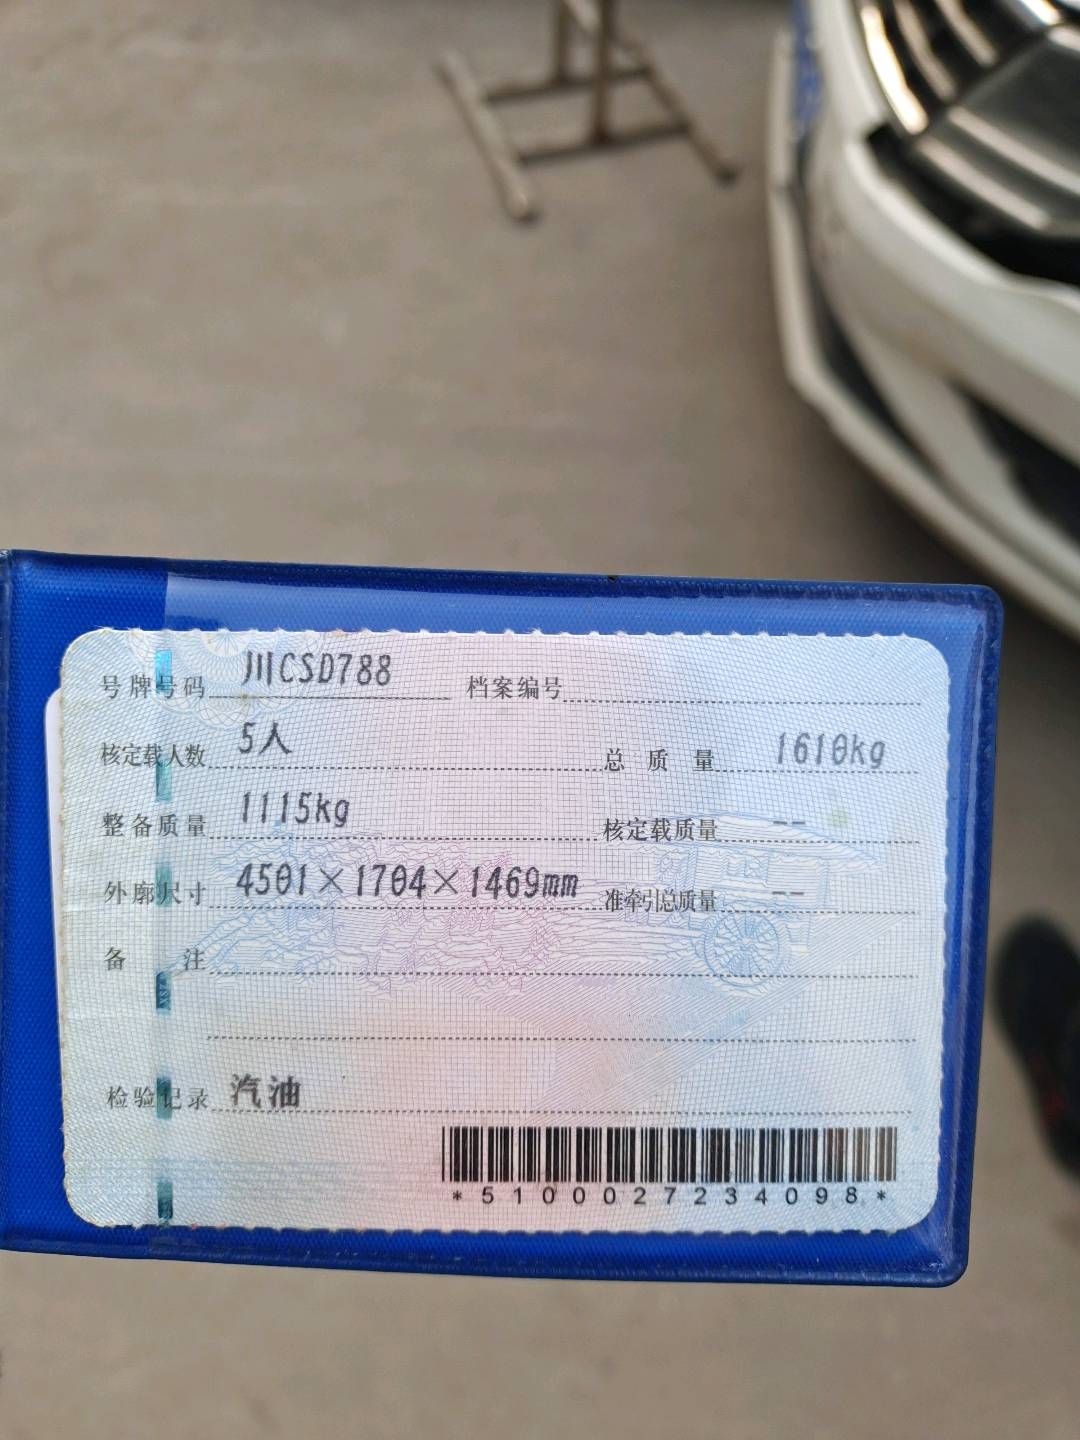 号牌号码 川CSD788 档案编号
核定载人数 5人 总质量 1610kg
整备质量 1115kg 核定载质量 --
外廓尺寸 4501×1704×1469mm 准牵引总质量 --
备注
检验记录 汽油
*5100027234098*